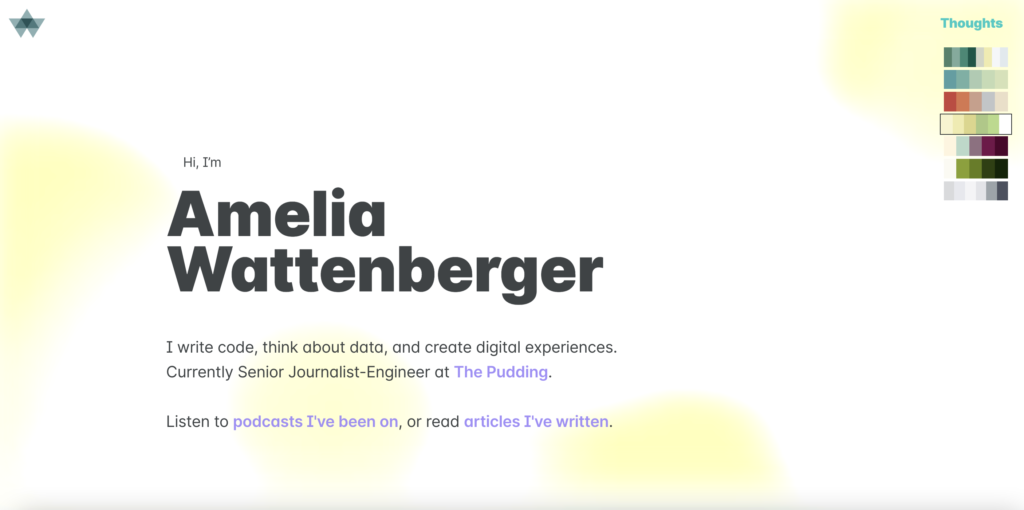 Thoughts
Hi, I'm
Amelia
Wattenberger
I write code, think about data, and create digital experiences.
Currently Senior Journalist-Engineer at The Pudding.
Listen to podcasts I've been on, or read articles I've written.